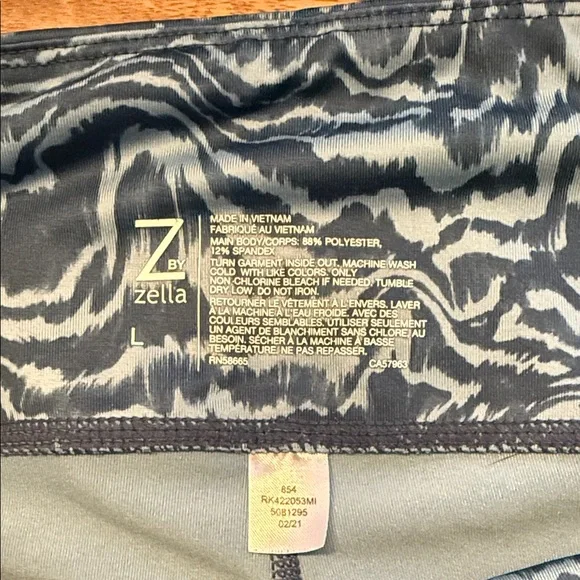 Z
BY
zella
L
MADE IN VIETNAM
FABRIQUÉ AU VIETNAM
MAIN BODY/CORPS: 88% POLYESTER,
12% SPANDEX
TURN GARMENT INSIDE OUT, MACHINE WASH
COLD WITH LIKE COLORS. ONLY
NON-CHLORINE BLEACH IF NEEDED. TUMBLE
DRY LOW. DO NOT IRON.
RETOURNER LE VÊTEMENT À L'ENVERS. LAVER
À LA MACHINE À L'EAU FROIDE. AVEC DES
COULEURS SEMBLABLES. UTILISER SEULEMENT
UN AGENT DE BLANCHIMENT SANS CHLORE, AU
BESOIN. SÉCHER À LA MACHINE À BASSE
TEMPÉRATURE. NE PAS REPASSER.
RN58665 CA57963
854
RK422053MI
5081295
02/21